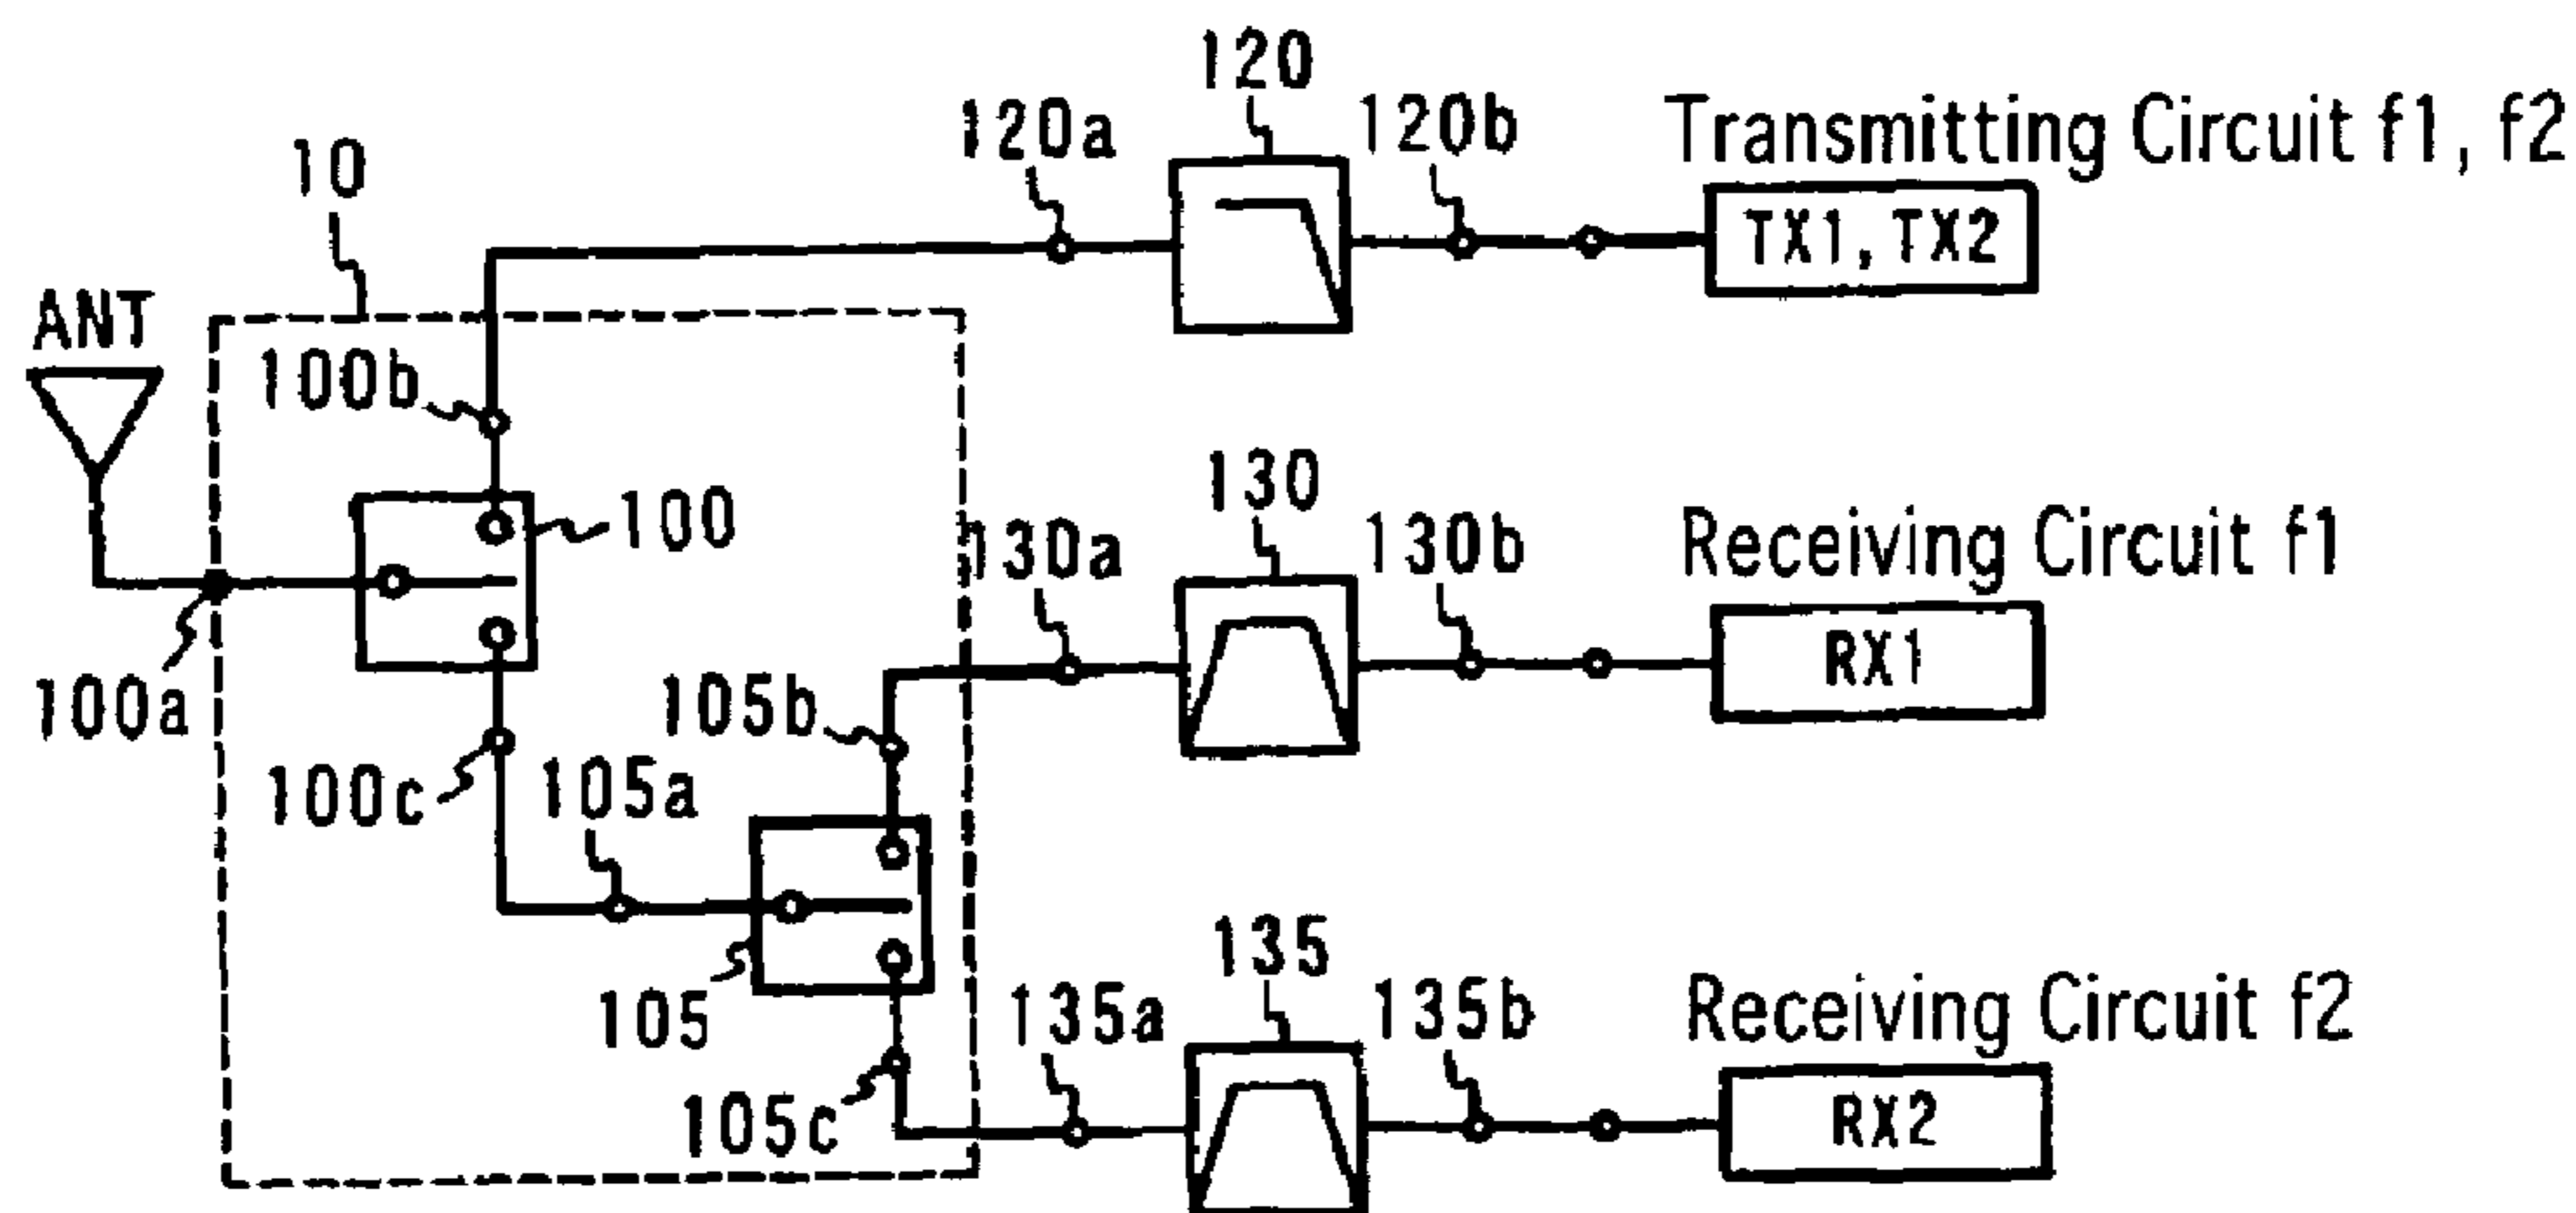 120
120a
120b
Transmitting Circuit f1, f2
10
TX1, TX2
ANT
100b
100
130
130a
130b
Receiving Circuit f1
RX1
100a
105b
100c
105a
105
135
135a
135b
Receiving Circuit f2
105c
RX2